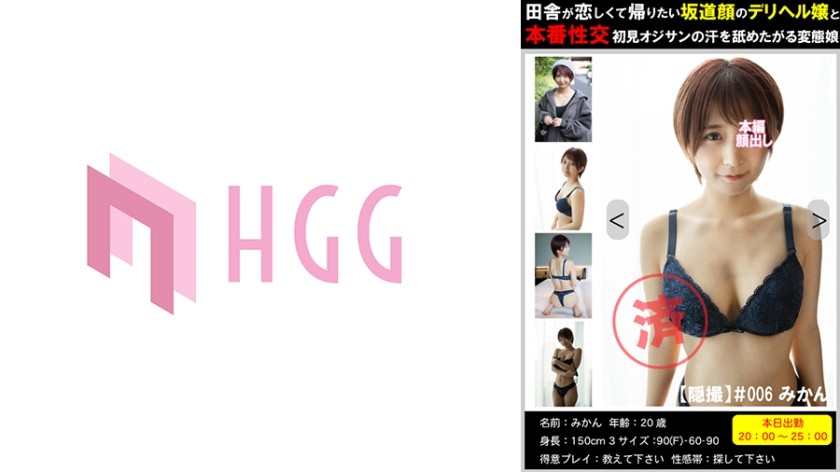 HGG
田舎が恋しくて帰りたい坂道顔のデリヘル嬢と
本番性交 初見オジサンの汗を舐めたがる変態娘
本編
顔出し
<
>
済
【隠撮】#006 みかん
名前：みかん 年齢：20歳
身長：150cm 3サイズ：90(F)-60-90
得意プレイ：教えて下さい 性感帯：探して下さい
本日出勤
20：00～25：00